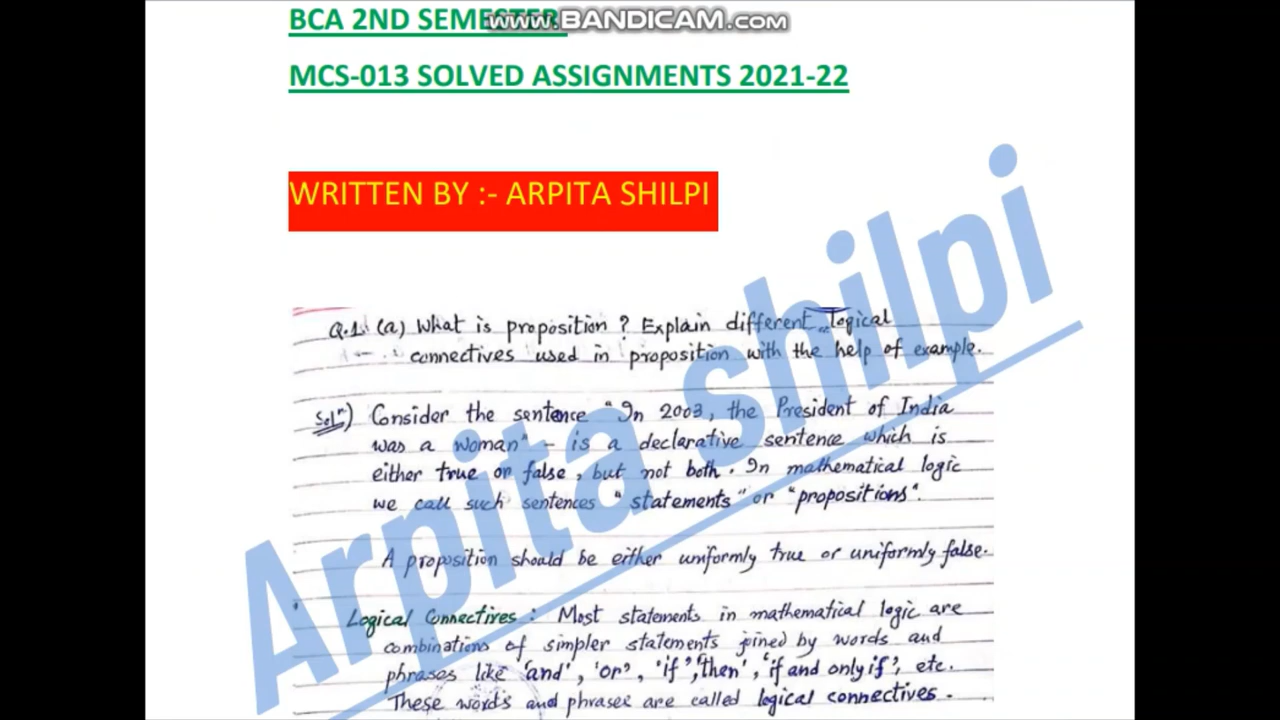 BCA 2ND SEMESTER
www.BANDICAM.com
MCS-013 SOLVED ASSIGNMENTS 2021-22
WRITTEN BY :- ARPITA SHILPI
Arpita shilpi
Q.1. (a) What is proposition ? Explain different logical
connectives used in proposition with the help of example.
Solⁿ) Consider the sentence "In 2003, the President of India
was a woman" - is a declarative sentence which is
either true or false, but not both. In mathematical logic
we call such sentences "statements" or "propositions".
A proposition should be either uniformly true or uniformly false.
Logical Connectives : Most statements in mathematical logic are
combinations of simpler statements joined by words and
phrases like 'and', 'or', 'if', 'then', 'if and only if', etc.
These words and phrases are called logical connectives.